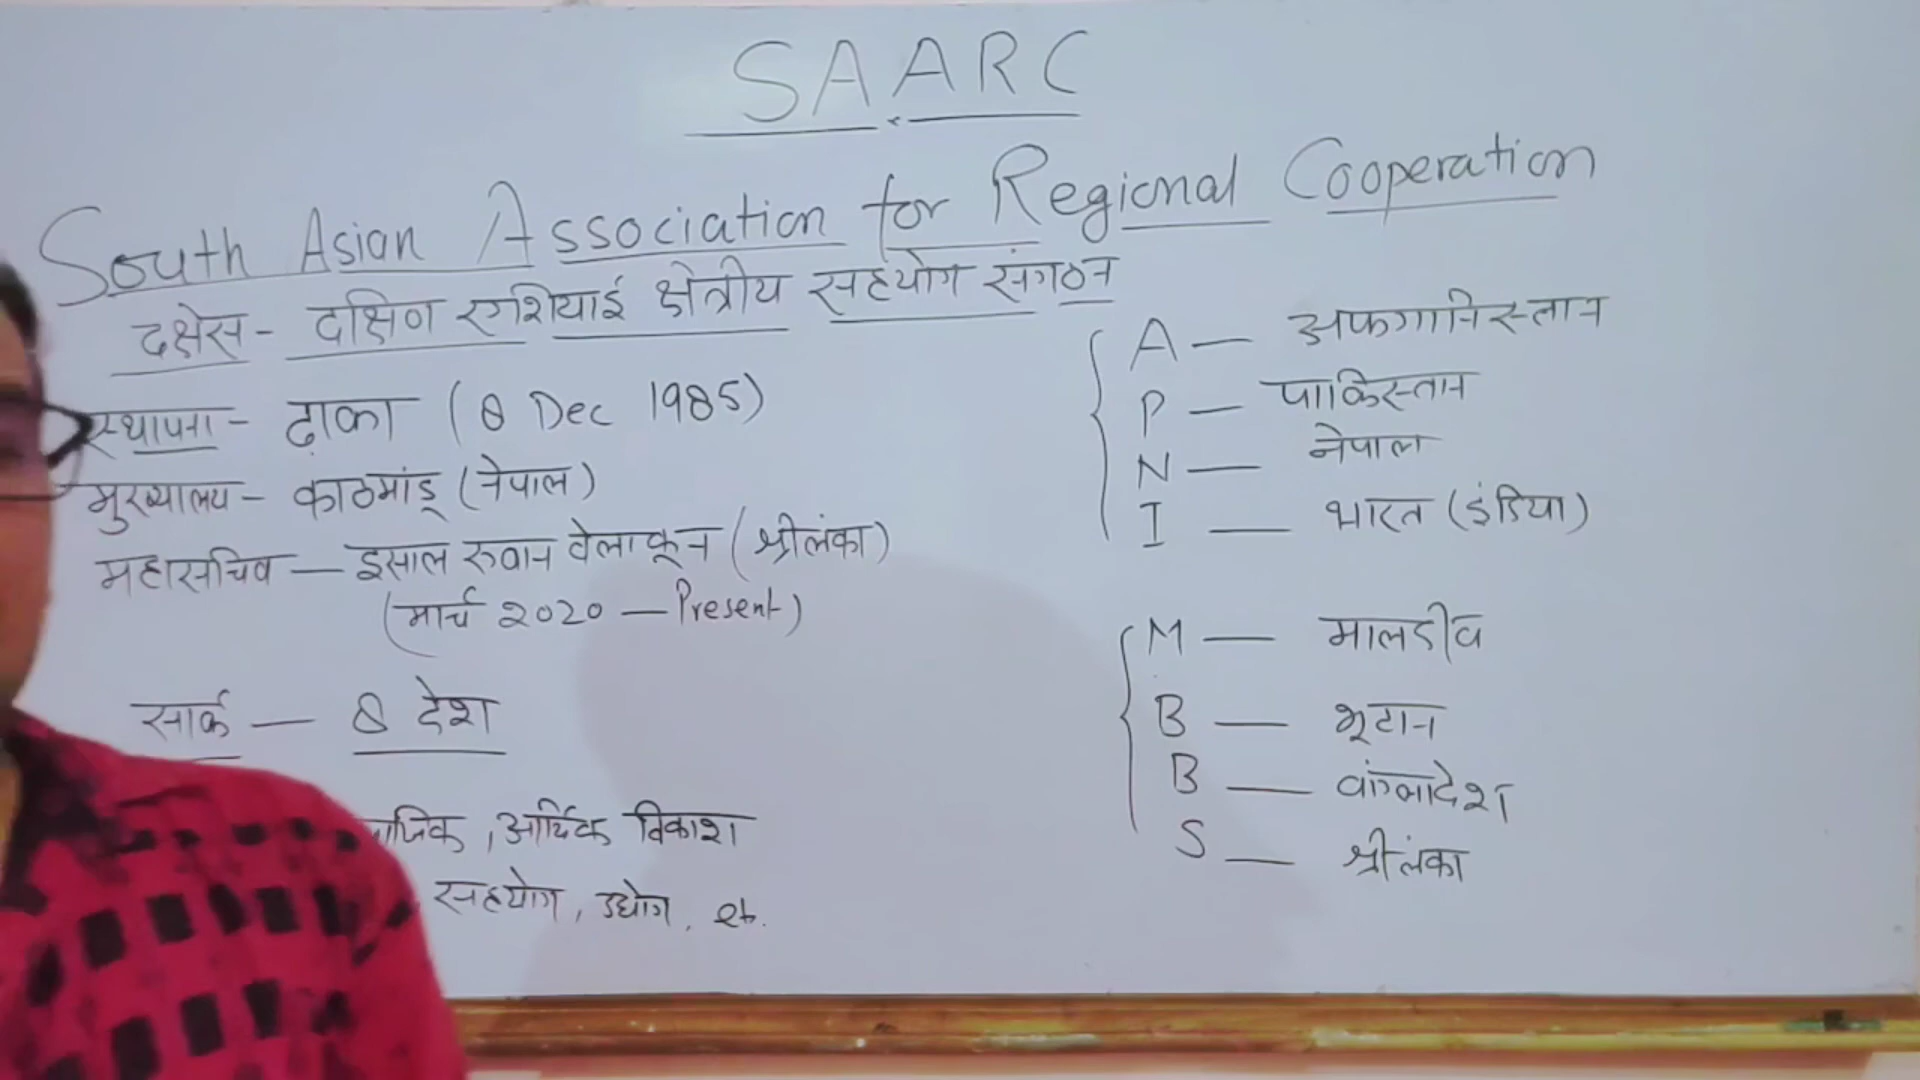 SAARC
South Asian Association for Regional Cooperation
दक्षेस - दक्षिण एशियाई क्षेत्रीय सहयोग संगठन
स्थापना - ढ़ाका (8 Dec 1985)
मुख्यालय - काठमांडू (नेपाल)
महासचिव — इसाल रुवान वेलाकून (श्रीलंका)
(मार्च 2020 — Present)
सार्क — 8 देश
आर्थिक विकाश
सहयोग, उद्योग, etc.
A — अफगानिस्तान
P — पाकिस्तान
N — नेपाल
I — भारत (इंडिया)
M — मालदीव
B — भूटान
B — वांग्लादेश
S — श्रीलंका